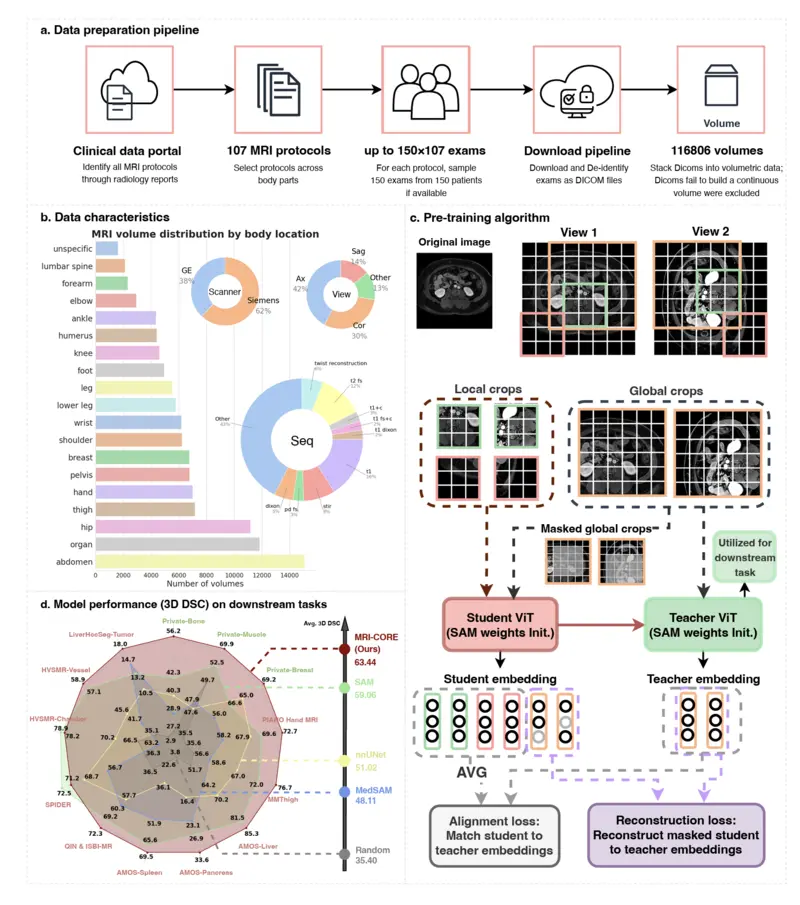 a. Data preparation pipeline
Clinical data portal
Identify all MRI protocols
through radiology reports
107 MRI protocols
Select protocols across
body parts
up to 150×107 exams
For each protocol, sample
150 exams from 150 patients
if available
Download pipeline
Download and De-identify
exams as DICOM files
Volume
116806 volumes
Stack Dicoms into volumetric data;
Dicoms fail to build a continuous
volume were excluded
b. Data characteristics
MRI volume distribution by body location
unspecific
lumbar spine
forearm
elbow
ankle
humerus
knee
foot
leg
lower leg
wrist
shoulder
breast
pelvis
hand
thigh
hip
organ
abdomen
0 2000 4000 6000 8000 10000 12000 14000
Number of volumes
GE
38%
Scanner
Siemens
62%
Sag
14%
Ax
42%
View
Other
13%
Cor
30%
twist reconstruction
t2 fs
12%
t1+c
t1 fs+c
t1 dixon
Other
Seq
t1
dixon
pd fs
stir
c. Pre-training algorithm
Original image
View 1
View 2
Local crops
Global crops
Masked global crops
Utilized for
downstream
task
Student ViT
(SAM weights Init.)
Teacher ViT
(SAM weights Init.)
Student embedding
Teacher embedding
AVG
Alignment loss:
Match student to
teacher embeddings
Reconstruction loss:
Reconstruct masked student
to teacher embeddings
d. Model performance (3D DSC) on downstream tasks
Avg. 3D DSC
Private-Bone
56.2
LiverHccSeg-Tumor
18.0
Private-Muscle
69.9
HVSMR-Vessel
58.9
Private-Breast
69.2
HVSMR-Chamber
78.9
PIANO Hand MRI
72.7
SPIDER
72.5
MMThigh
76.7
QIN & ISBI-MR
72.3
AMOS-Liver
85.3
AMOS-Spleen
69.5
AMOS-Pancreas
33.6
14.7
13.2
10.5
42.3
40.3
28.9
27.2
2.9
52.5
49.7
47.9
47.6
35.5
65.0
66.6
56.0
35.6
57.1
45.6
41.7
35.1
78.2
70.2
66.5
63.2
58.2
67.9
69.6
56.6
58.6
67.0
72.0
36.3
3.8
22.6
51.7
71.2
68.7
56.7
36.5
36.1
16.4
64.2
70.2
81.5
69.2
60.3
57.7
51.9
65.6
23.1
26.9
MRI-CORE
(Ours)
63.44
SAM
59.06
nnUNet
51.02
MedSAM
48.11
Random
35.40